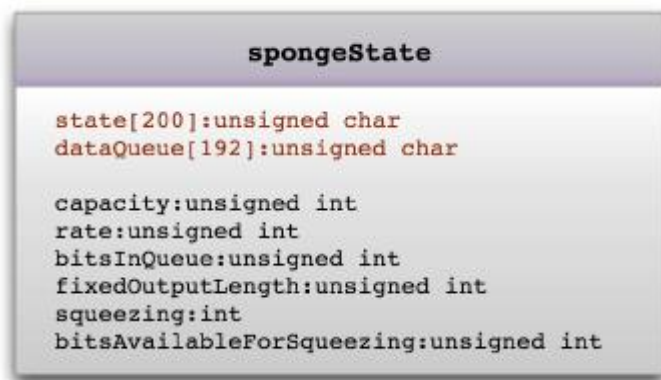 spongeState
state[200]:unsigned char
dataQueue[192]:unsigned char
capacity:unsigned int
rate:unsigned int
bitsInQueue:unsigned int
fixedOutputLength:unsigned int
squeezing:int
bitsAvailableForSqueezing:unsigned int